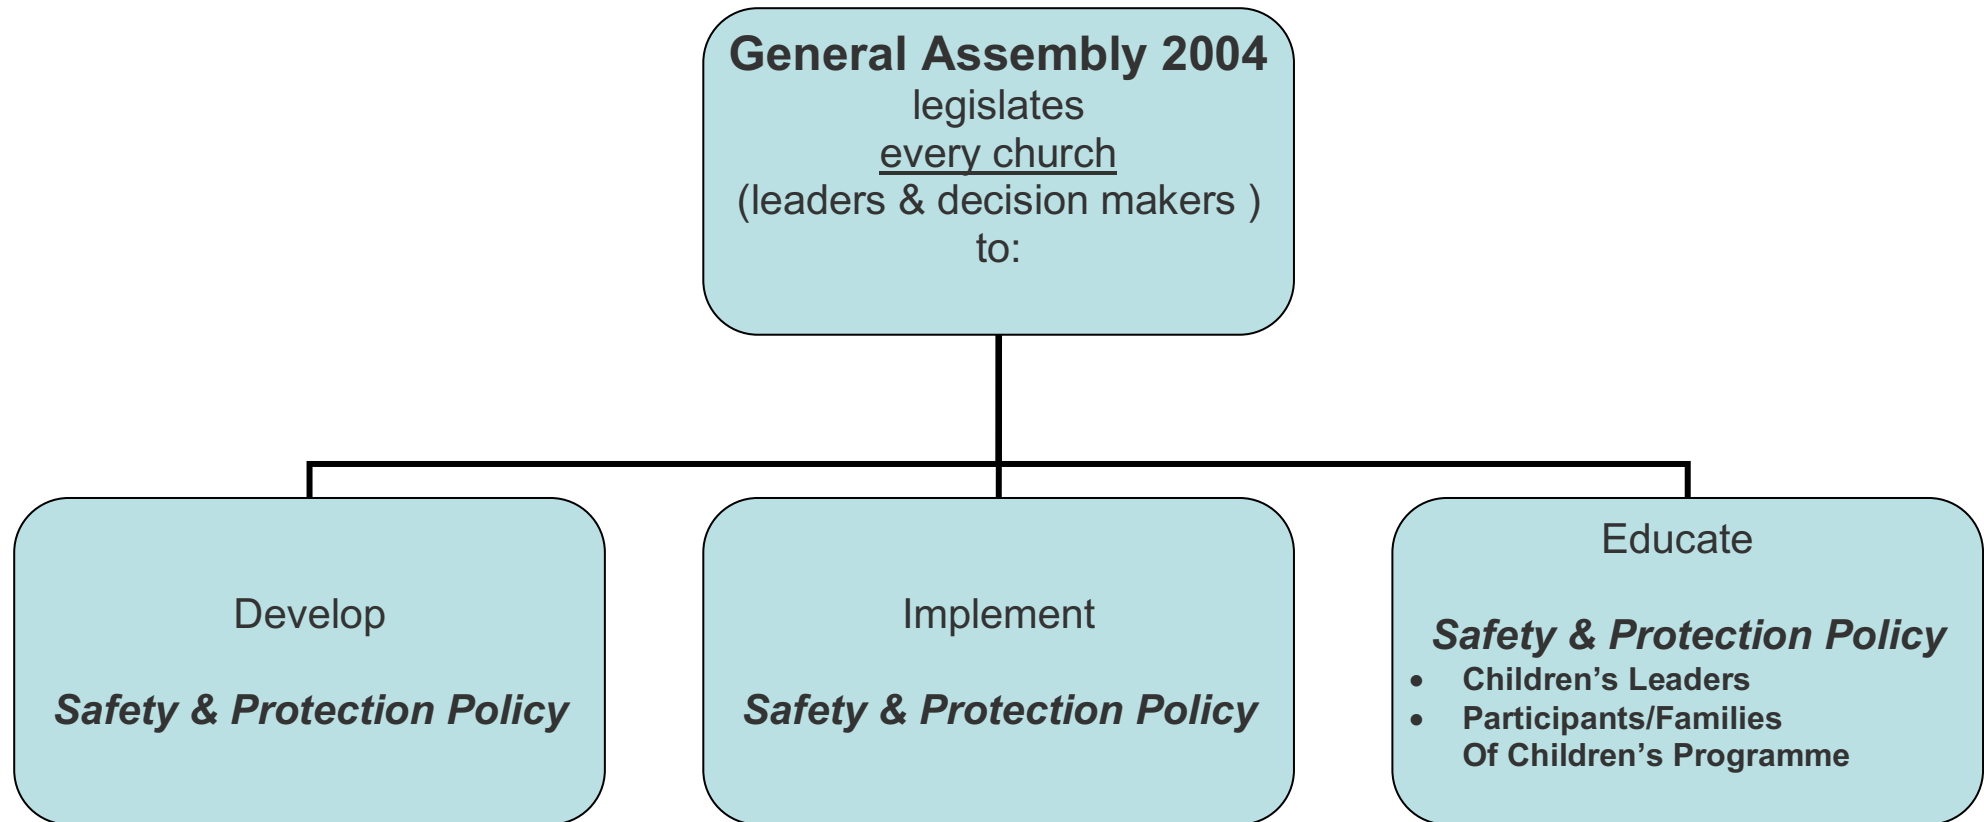 General Assembly 2004
legislates
every church
(leaders & decision makers )
to:
Develop
Safety & Protection Policy
Implement
Safety & Protection Policy
Educate
Safety & Protection Policy
• Children’s Leaders
• Participants/Families
Of Children’s Programme